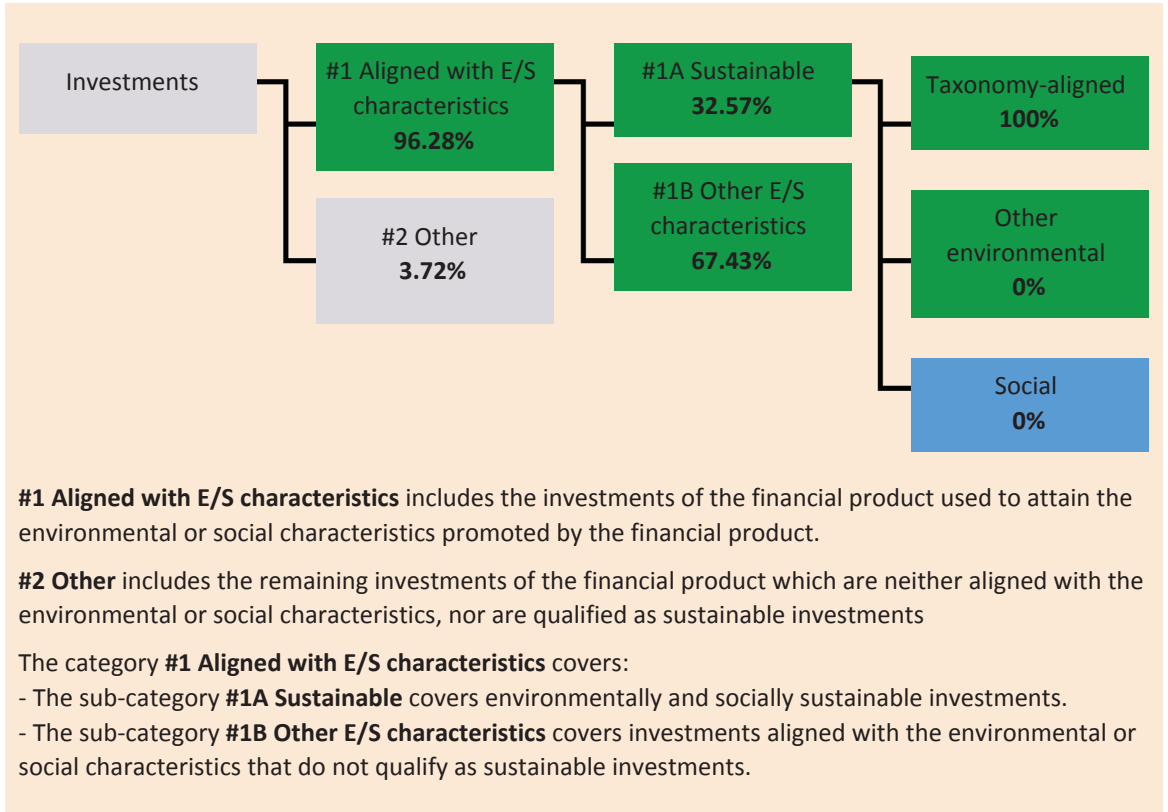 Investments
#1 Aligned with E/S
characteristics
96.28%
#2 Other
3.72%
#1A Sustainable
32.57%
#1B Other E/S
characteristics
67.43%
Taxonomy-aligned
100%
Other
environmental
0%
Social
0%
#1 Aligned with E/S characteristics includes the investments of the financial product used to attain the
environmental or social characteristics promoted by the financial product.
#2 Other includes the remaining investments of the financial product which are neither aligned with the
environmental or social characteristics, nor are qualified as sustainable investments
The category #1 Aligned with E/S characteristics covers:
- The sub-category #1A Sustainable covers environmentally and socially sustainable investments.
- The sub-category #1B Other E/S characteristics covers investments aligned with the environmental or
social characteristics that do not qualify as sustainable investments.